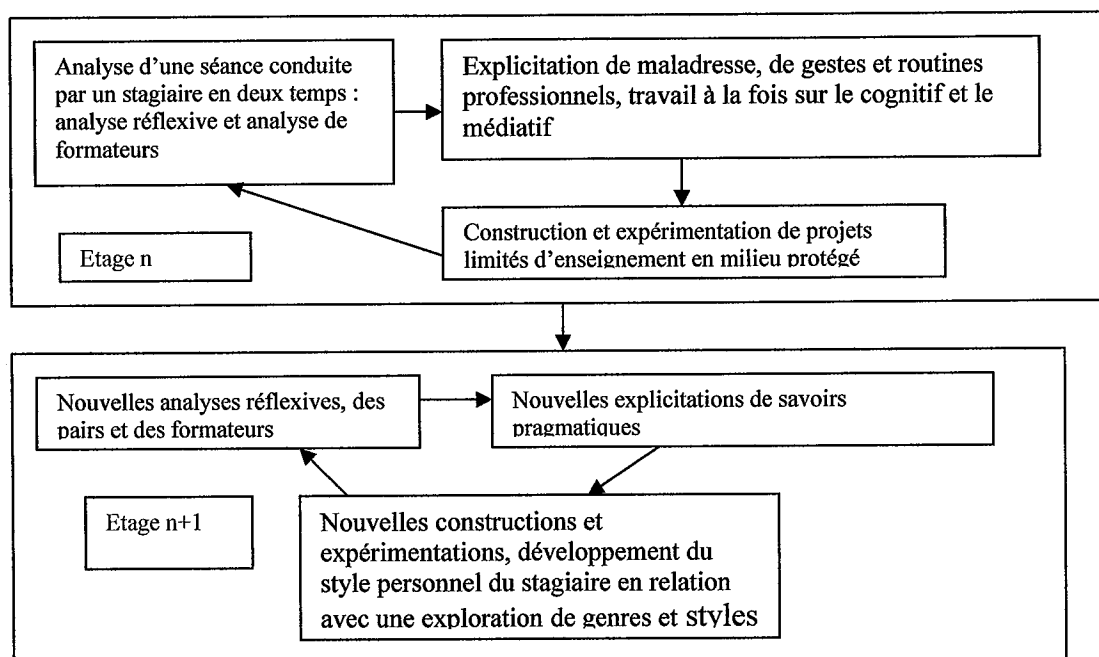 Analyse d'une séance conduite
par un stagiaire en deux temps :
analyse réflexive et analyse de
formateurs
Explicitation de maladresse, de gestes et routines
professionnels, travail à la fois sur le cognitif et le
médiatif
Construction et expérimentation de projets
limités d'enseignement en milieu protégé
Etage n
Nouvelles analyses réflexives, des
pairs et des formateurs
Nouvelles explicitations de savoirs
pragmatiques
Etage n+1
Nouvelles constructions et
expérimentations, développement du
style personnel du stagiaire en relation
avec une exploration de genres et styles